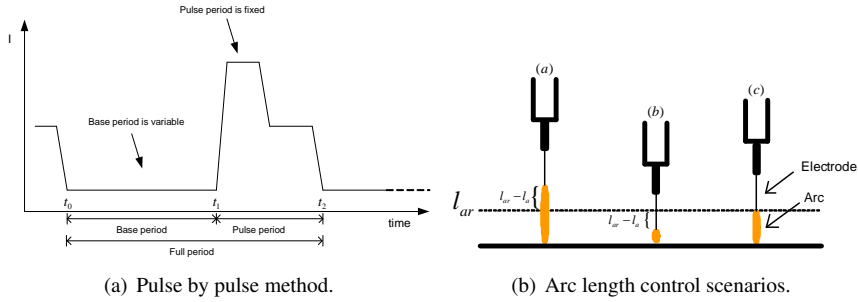 Pulse period is fixed
I
Base period is variable
t0
t1
t2
time
Base period
Pulse period
Full period
(a) Pulse by pulse method.
(a)
(b)
(c)
lar − la {
lar
lar − la {
Electrode
Arc
(b) Arc length control scenarios.